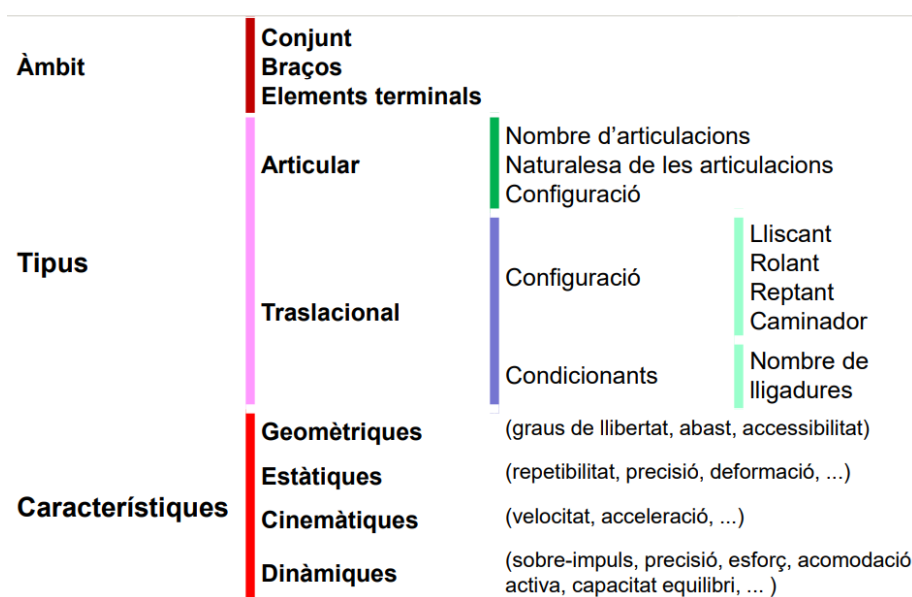 Àmbit
Conjunt
Braços
Elements terminals
Tipus
Articular
Nombre d’articulacions
Naturalesa de les articulacions
Configuració
Traslacional
Configuració
Lliscant
Rolant
Reptant
Caminador
Condicionants
Nombre de
lligadures
Característíques
Geomètriques
(graus de llibertat, abast, accessibilitat)
Estàtiques
(repetibilitat, precisió, deformació, ...)
Cinemàtiques
(velocitat, acceleració, ...)
Dinàmiques
(sobre-impuls, precisió, esforç, acomodació
activa, capacitat equilibri, ... )